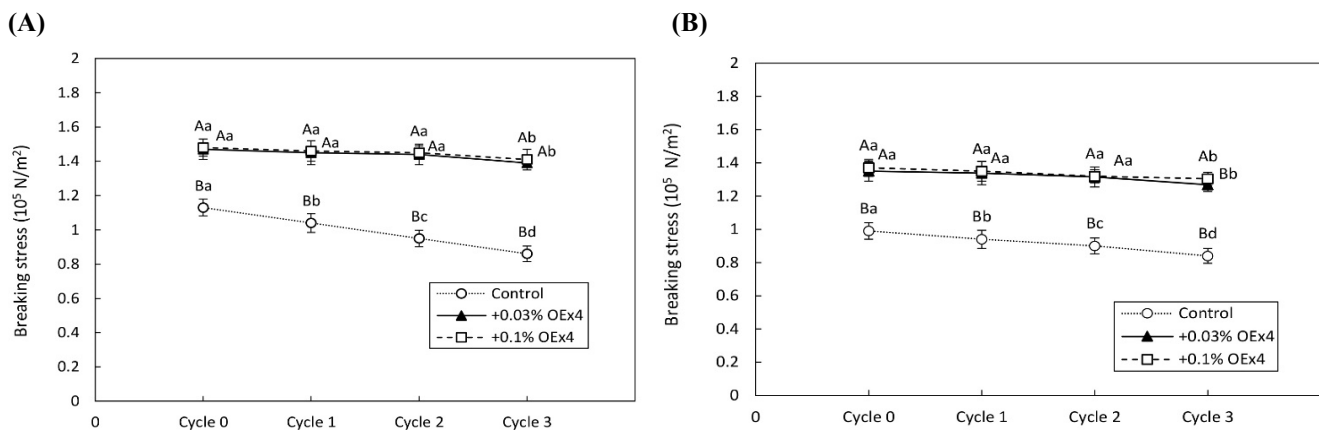 (A)
Breaking stress (10⁵ N/m²)
2
1.8
1.6
1.4
1.2
1
0.8
0.6
0.4
0.2
0
Aa Aa Aa Aa Aa Aa Ab Ab
Ba Bb Bc Bd
Control
+0.03% OEx4
+0.1% OEx4
0 Cycle 0 Cycle 1 Cycle 2 Cycle 3
(B)
Breaking stress (10⁵ N/m²)
2
1.8
1.6
1.4
1.2
1
0.8
0.6
0.4
0.2
0
Aa Aa Aa Aa Aa Aa Ab Bb
Ba Bb Bc Bd
Control
+0.03% OEx4
+0.1% OEx4
0 Cycle 0 Cycle 1 Cycle 2 Cycle 3